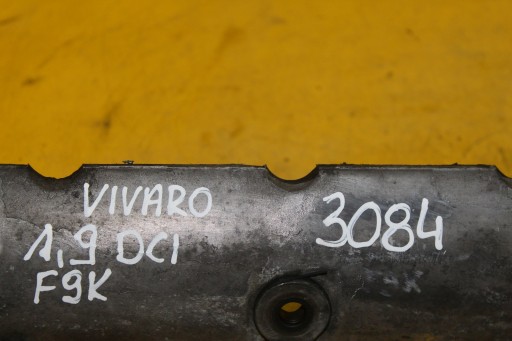 VIVARO
1,9 DCI
F9K
3084